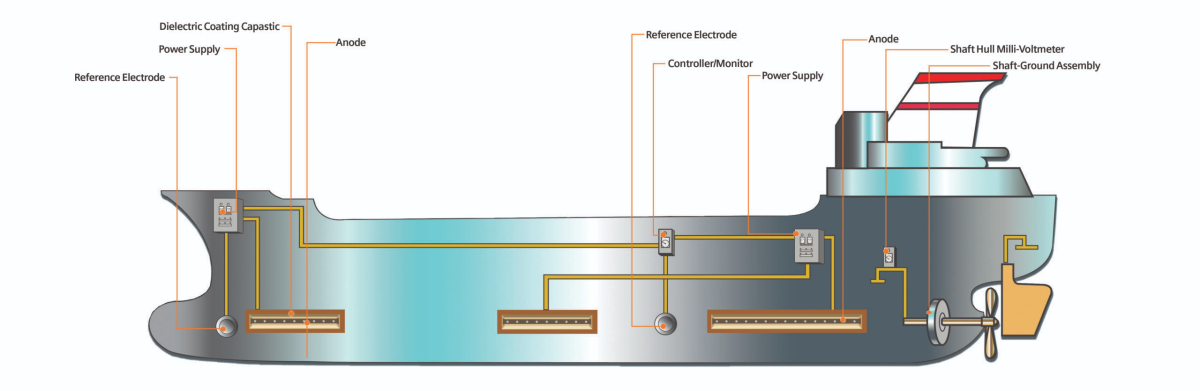 Dielectric Coating Capastic
Power Supply
Anode
Reference Electrode
Reference Electrode
Controller/Monitor
Power Supply
Anode
Shaft Hull Milli-Voltmeter
Shaft-Ground Assembly